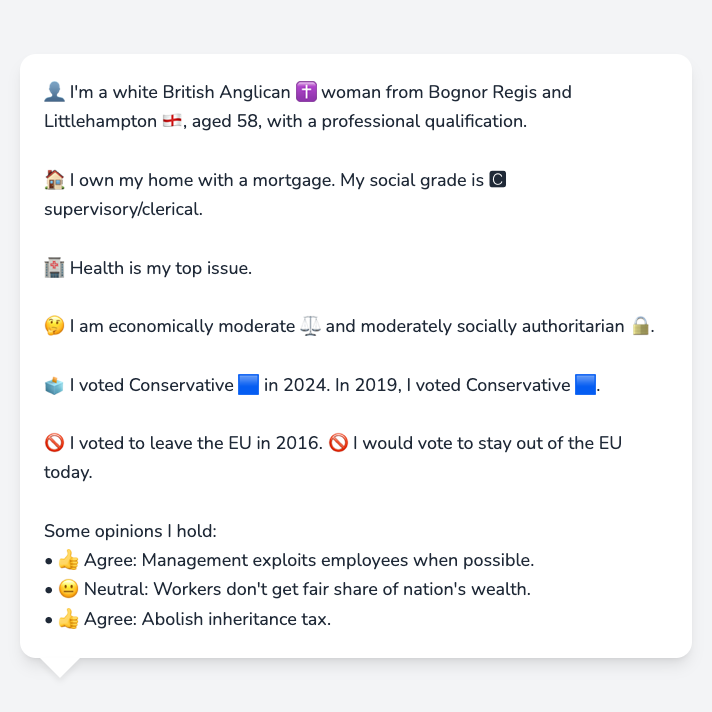 👤 I'm a white British Anglican ✝️ woman from Bognor Regis and
Littlehampton 🏴󠁧󠁢󠁥󠁮󠁧󠁿, aged 58, with a professional qualification.
🏠 I own my home with a mortgage. My social grade is 🅲
supervisory/clerical.
🏥 Health is my top issue.
🤔 I am economically moderate ⚖️ and moderately socially authoritarian 🔒.
🗳️ I voted Conservative 🟦 in 2024. In 2019, I voted Conservative 🟦.
🚫 I voted to leave the EU in 2016. 🚫 I would vote to stay out of the EU
today.
Some opinions I hold:
• 👍 Agree: Management exploits employees when possible.
• 😐 Neutral: Workers don't get fair share of nation's wealth.
• 👍 Agree: Abolish inheritance tax.